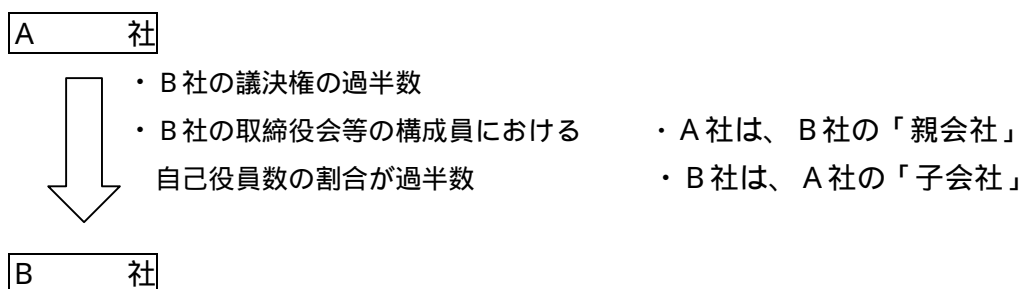 A　　　社
・B社の議決権の過半数
・B社の取締役会等の構成員における　　・A社は、B社の「親会社」
自己役員数の割合が過半数　　・B社は、A社の「子会社」
B　　　社